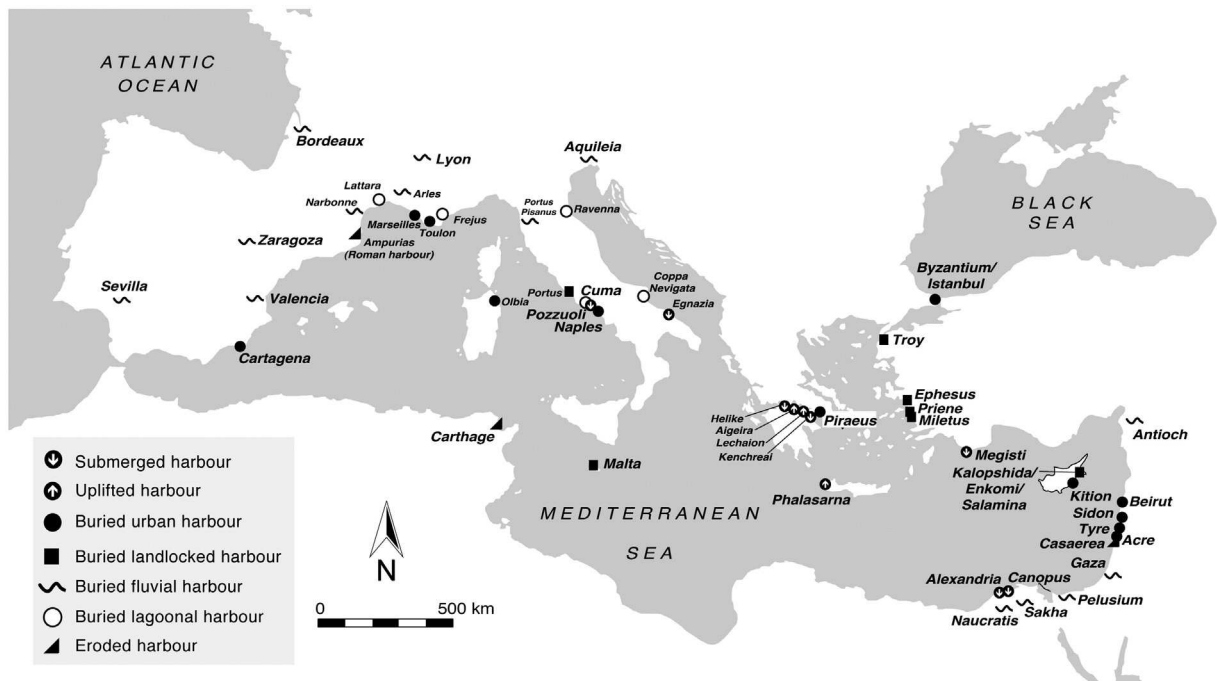 ATLANTIC
OCEAN
Bordeaux
Lyon
Aquileia
Lattara
Arles
Narbonne
Portus
Pisanus
Ravenna
Marseilles
Frejus
Toulon
Ampurias
(Roman harbour)
Zaragoza
BLACK
SEA
Byzantium/
Istanbul
Sevilla
Valencia
Olbia
Portus
Cuma
Pozzuoli
Naples
Coppa
Nevigata
Egnazia
Cartagena
Troy
Ephesus
Priene
Miletus
Helike
Aigeira
Lechaion
Kenchreai
Piraeus
Carthage
Malta
Antioch
Megisti
Kalopshida/
Enkomi/
Salamina
Phalasarna
Kition
Beirut
Sidon
Tyre
Acre
Casaerea
Gaza
MEDITERRANEAN
SEA
Alexandria
Canopus
Pelusium
Sakha
Naucratis
Submerged harbour
Uplifted harbour
Buried urban harbour
Buried landlocked harbour
Buried fluvial harbour
Buried lagoonal harbour
Eroded harbour
N
0 500 km